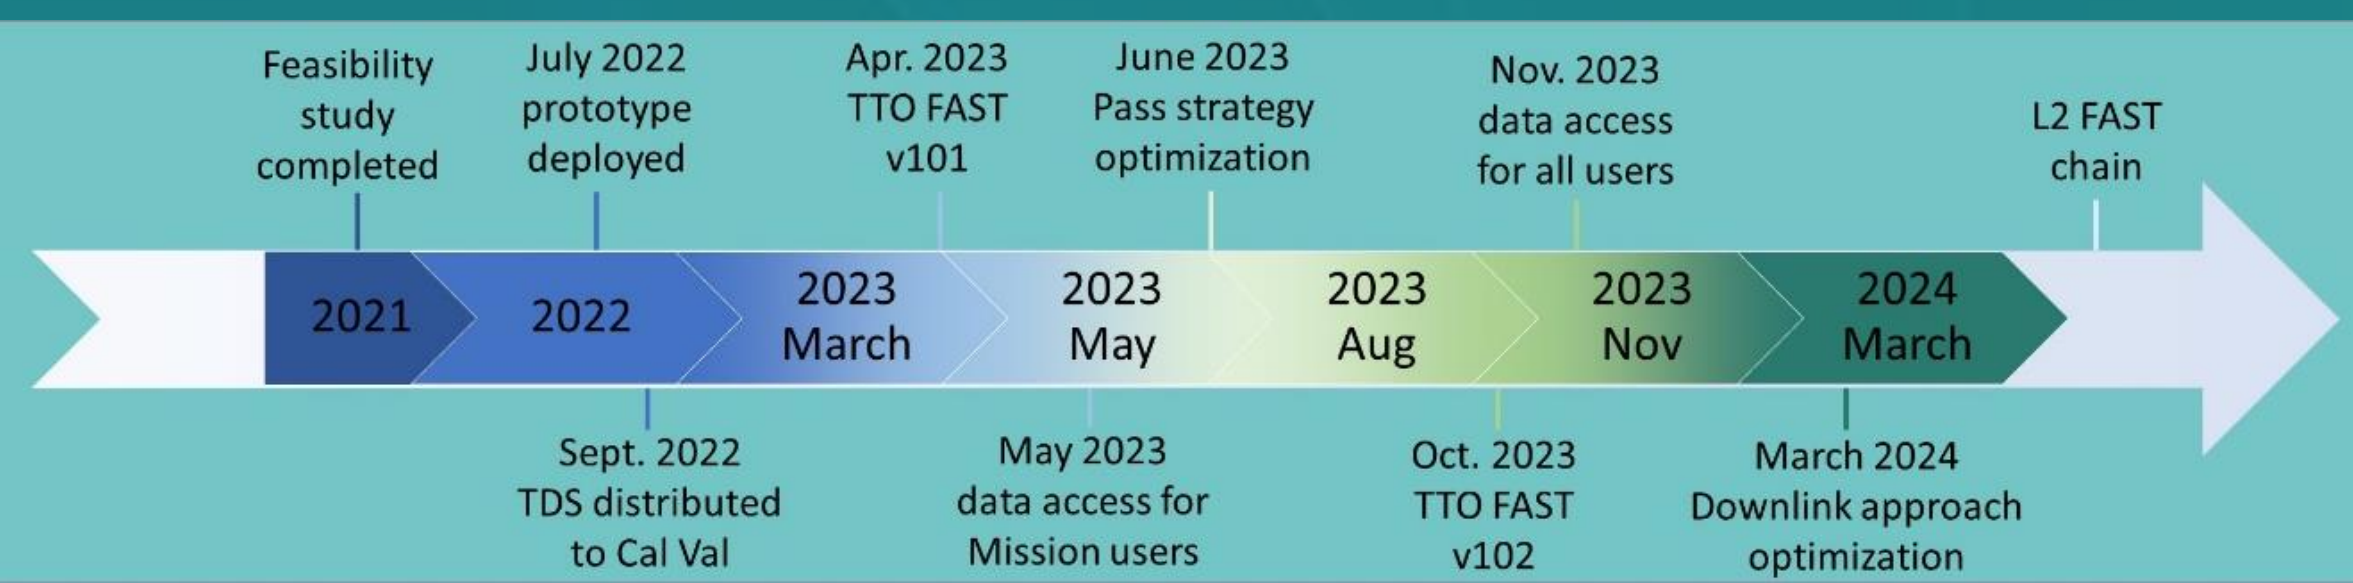 Feasibility
study
completed
July 2022
prototype
deployed
Apr. 2023
TTO FAST
v101
June 2023
Pass strategy
optimization
Nov. 2023
data access
for all users
L2 FAST
chain
2021
2022
2023
March
2023
May
2023
Aug
2023
Nov
2024
March
Sept. 2022
TDS distributed
to Cal Val
May 2023
data access for
Mission users
Oct. 2023
TTO FAST
v102
March 2024
Downlink approach
optimization